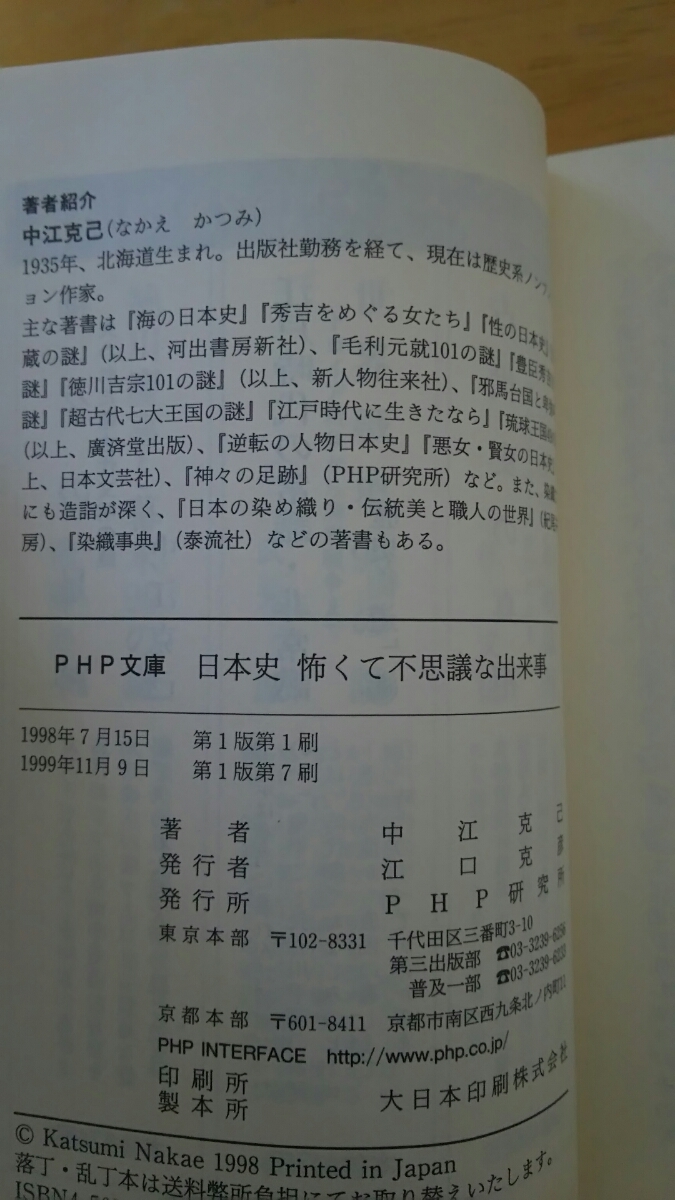 著者紹介
中江克己(なかえ かつみ)
1935年、北海道生まれ。出版社勤務を経て、現在は歴史系ノンフ
ョン作家。
主な著書は『海の日本史』『秀吉をめぐる女たち』『性の日本史』
蔵の謎』(以上、河出書房新社)、『毛利元就101の謎』『豊臣秀
謎』『徳川吉宗101の謎』(以上、新人物往来社)、『邪馬台国と
謎』『超古代七大王国の謎』『江戸時代に生きたなら』『琉球王国
(以上、廣済堂出版)、『逆転の人物日本史』『悪女・賢女の日本史
上、日本文芸社)、『神々の足跡』(PHP研究所)など。また、染織
にも造詣が深く、『日本の染め織り・伝統美と職人の世界』(紀
房)、『染織事典』(泰流社)などの著書もある。
PHP文庫 日本史 怖くて不思議な出来事
1998年7月15日 第1版第1刷
1999年11月9日 第1版第7刷
著者 中江克己
発行者 江口克彦
発行所 PHP研究所
東京本部 〒102-8331 千代田区三番町3-10
第三出版部 ☎03-3239-
普及一部 ☎03-3239-
京都本部 〒601-8411 京都市南区西九条北ノ内町11
PHP INTERFACE http://www.php.co.jp/
印刷所
製本所 大日本印刷株式会社
© Katsumi Nakae 1998 Printed in Japan
落丁・乱丁本は送料弊所負担にてお取り替えいたします。